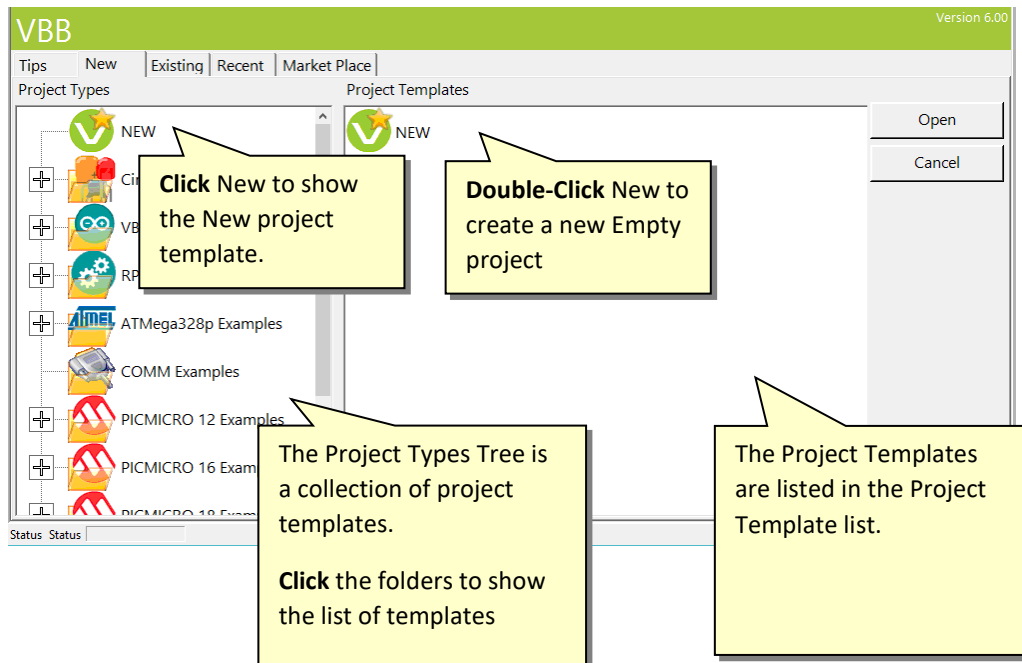 VBB
Version 6.00
Tips New Existing Recent Market Place
Project Types
Project Templates
NEW
NEW
Open
Cancel
Click New to show
the New project
template.
Double-Click New to
create a new Empty
project
ATMega328p Examples
COMM Examples
PICMICRO 12 Examples
PICMICRO 16 Exam
The Project Types Tree is
a collection of project
templates.
Click the folders to show
the list of templates
The Project Templates
are listed in the Project
Template list.
Status Status